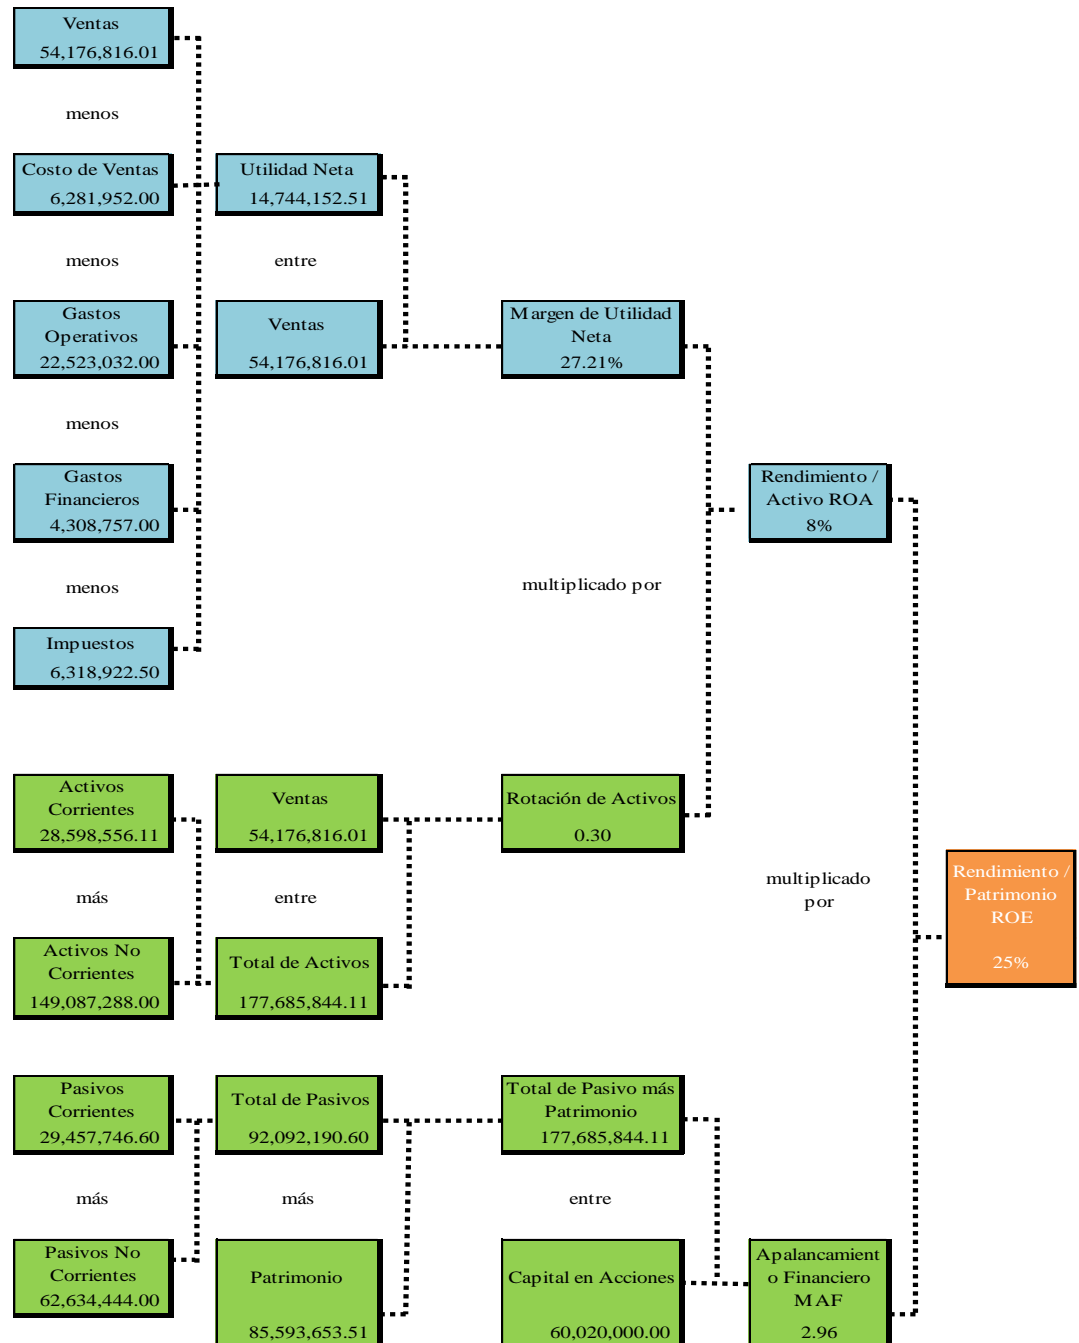 Ventas
54,176,816.01
menos
Costo de Ventas
6,281,952.00
Utilidad Neta
14,744,152.51
menos
entre
Gastos
Operativos
22,523,032.00
Ventas
54,176,816.01
Margen de Utilidad
Neta
27.21%
menos
Gastos
Financieros
4,308,757.00
Rendimiento /
Activo ROA
8%
menos
multiplicado por
Impuestos
6,318,922.50
Activos
Corrientes
28,598,556.11
Ventas
54,176,816.01
Rotación de Activos
0.30
más
entre
multiplicado
por
Rendimiento /
Patrimonio
ROE
25%
Activos No
Corrientes
149,087,288.00
Total de Activos
177,685,844.11
Pasivos
Corrientes
29,457,746.60
Total de Pasivos
92,092,190.60
Total de Pasivo más
Patrimonio
177,685,844.11
más
más
entre
Pasivos No
Corrientes
62,634,444.00
Patrimonio
85,593,653.51
Capital en Acciones
60,020,000.00
Apalancamient
o Financiero
MAF
2.96